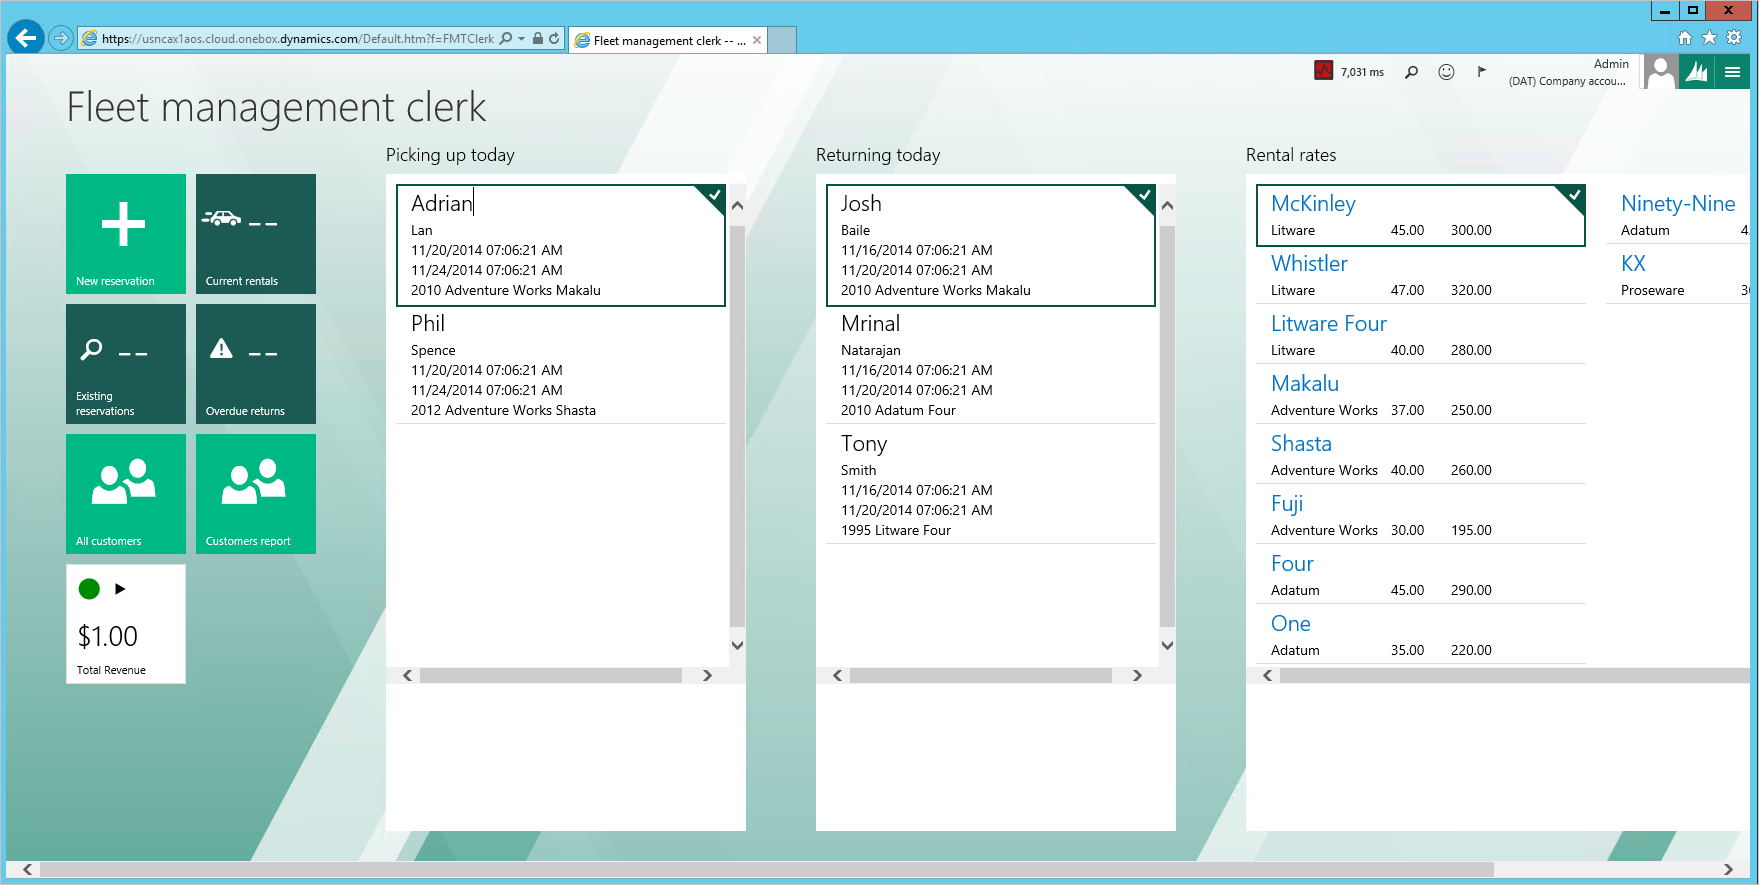 https://usncax1aos.cloud.onebox.dynamics.com/Default.htm?f=FMTClerk
Fleet management clerk -- ...
7,031 ms
Admin
(DAT) Company accou...
Fleet management clerk
New reservation
Current rentals
Existing
reservations
Overdue returns
All customers
Customers report
$1.00
Total Revenue
Picking up today
Adrian
Lan
11/20/2014 07:06:21 AM
11/24/2014 07:06:21 AM
2010 Adventure Works Makalu
Phil
Spence
11/20/2014 07:06:21 AM
11/24/2014 07:06:21 AM
2012 Adventure Works Shasta
Returning today
Josh
Baile
11/16/2014 07:06:21 AM
11/20/2014 07:06:21 AM
2010 Adventure Works Makalu
Mrinal
Natarajan
11/16/2014 07:06:21 AM
11/20/2014 07:06:21 AM
2010 Adatum Four
Tony
Smith
11/16/2014 07:06:21 AM
11/20/2014 07:06:21 AM
1995 Litware Four
Rental rates
McKinley
Litware 45.00 300.00
Whistler
Litware 47.00 320.00
Litware Four
Litware 40.00 280.00
Makalu
Adventure Works 37.00 250.00
Shasta
Adventure Works 40.00 260.00
Fuji
Adventure Works 30.00 195.00
Four
Adatum 45.00 290.00
One
Adatum 35.00 220.00
Ninety-Nine
Adatum
KX
Proseware